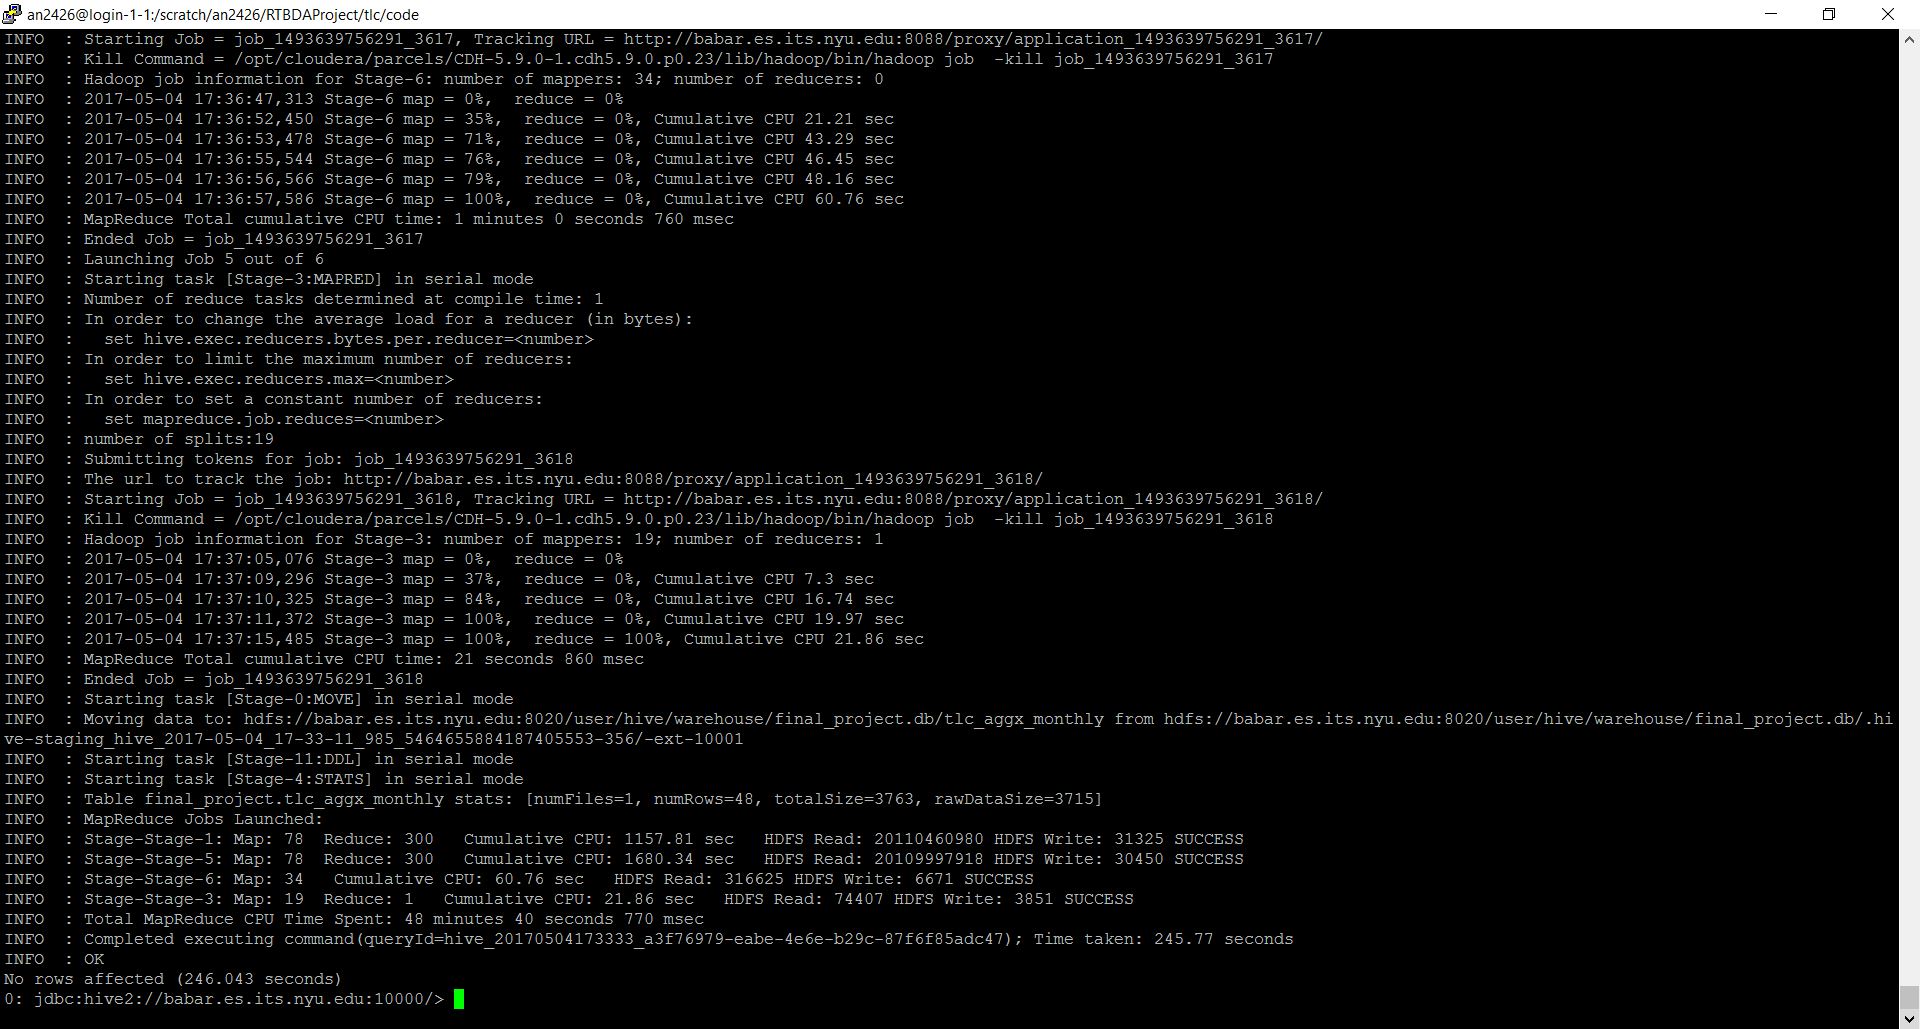 an2426@login-1-1:/scratch/an2426/RTBDAProject/tlc/code
INFO  : Starting Job = job_1493639756291_3617, Tracking URL = http://babar.es.its.nyu.edu:8088/proxy/application_1493639756291_3617/
INFO  : Kill Command = /opt/cloudera/parcels/CDH-5.9.0-1.cdh5.9.0.p0.23/lib/hadoop/bin/hadoop job  -kill job_1493639756291_3617
INFO  : Hadoop job information for Stage-6: number of mappers: 34; number of reducers: 0
INFO  : 2017-05-04 17:36:47,313 Stage-6 map = 0%,  reduce = 0%
INFO  : 2017-05-04 17:36:52,450 Stage-6 map = 35%,  reduce = 0%, Cumulative CPU 21.21 sec
INFO  : 2017-05-04 17:36:53,478 Stage-6 map = 71%,  reduce = 0%, Cumulative CPU 43.29 sec
INFO  : 2017-05-04 17:36:55,544 Stage-6 map = 76%,  reduce = 0%, Cumulative CPU 46.45 sec
INFO  : 2017-05-04 17:36:56,566 Stage-6 map = 79%,  reduce = 0%, Cumulative CPU 48.16 sec
INFO  : 2017-05-04 17:36:57,586 Stage-6 map = 100%,  reduce = 0%, Cumulative CPU 60.76 sec
INFO  : MapReduce Total cumulative CPU time: 1 minutes 0 seconds 760 msec
INFO  : Ended Job = job_1493639756291_3617
INFO  : Launching Job 5 out of 6
INFO  : Starting task [Stage-3:MAPRED] in serial mode
INFO  : Number of reduce tasks determined at compile time: 1
INFO  : In order to change the average load for a reducer (in bytes):
INFO  :   set hive.exec.reducers.bytes.per.reducer=<number>
INFO  : In order to limit the maximum number of reducers:
INFO  :   set hive.exec.reducers.max=<number>
INFO  : In order to set a constant number of reducers:
INFO  :   set mapreduce.job.reduces=<number>
INFO  : number of splits:19
INFO  : Submitting tokens for job: job_1493639756291_3618
INFO  : The url to track the job: http://babar.es.its.nyu.edu:8088/proxy/application_1493639756291_3618/
INFO  : Starting Job = job_1493639756291_3618, Tracking URL = http://babar.es.its.nyu.edu:8088/proxy/application_1493639756291_3618/
INFO  : Kill Command = /opt/cloudera/parcels/CDH-5.9.0-1.cdh5.9.0.p0.23/lib/hadoop/bin/hadoop job  -kill job_1493639756291_3618
INFO  : Hadoop job information for Stage-3: number of mappers: 19; number of reducers: 1
INFO  : 2017-05-04 17:37:05,076 Stage-3 map = 0%,  reduce = 0%
INFO  : 2017-05-04 17:37:09,296 Stage-3 map = 37%,  reduce = 0%, Cumulative CPU 7.3 sec
INFO  : 2017-05-04 17:37:10,325 Stage-3 map = 84%,  reduce = 0%, Cumulative CPU 16.74 sec
INFO  : 2017-05-04 17:37:11,372 Stage-3 map = 100%,  reduce = 0%, Cumulative CPU 19.97 sec
INFO  : 2017-05-04 17:37:15,485 Stage-3 map = 100%,  reduce = 100%, Cumulative CPU 21.86 sec
INFO  : MapReduce Total cumulative CPU time: 21 seconds 860 msec
INFO  : Ended Job = job_1493639756291_3618
INFO  : Starting task [Stage-0:MOVE] in serial mode
INFO  : Moving data to: hdfs://babar.es.its.nyu.edu:8020/user/hive/warehouse/final_project.db/tlc_aggx_monthly from hdfs://babar.es.its.nyu.edu:8020/user/hive/warehouse/final_project.db/.hi
ve-staging_hive_2017-05-04_17-33-11_985_5464655884187405553-356/-ext-10001
INFO  : Starting task [Stage-11:DDL] in serial mode
INFO  : Starting task [Stage-4:STATS] in serial mode
INFO  : Table final_project.tlc_aggx_monthly stats: [numFiles=1, numRows=48, totalSize=3763, rawDataSize=3715]
INFO  : MapReduce Jobs Launched:
INFO  : Stage-Stage-1: Map: 78  Reduce: 300   Cumulative CPU: 1157.81 sec   HDFS Read: 20110460980 HDFS Write: 31325 SUCCESS
INFO  : Stage-Stage-5: Map: 78  Reduce: 300   Cumulative CPU: 1680.34 sec   HDFS Read: 20109997918 HDFS Write: 30450 SUCCESS
INFO  : Stage-Stage-6: Map: 34   Cumulative CPU: 60.76 sec   HDFS Read: 316625 HDFS Write: 6671 SUCCESS
INFO  : Stage-Stage-3: Map: 19  Reduce: 1   Cumulative CPU: 21.86 sec   HDFS Read: 74407 HDFS Write: 3851 SUCCESS
INFO  : Total MapReduce CPU Time Spent: 48 minutes 40 seconds 770 msec
INFO  : Completed executing command(queryId=hive_20170504173333_a3f76979-eabe-4e6e-b29c-87f6f85adc47); Time taken: 245.77 seconds
INFO  : OK
No rows affected (246.043 seconds)
0: jdbc:hive2://babar.es.its.nyu.edu:10000/>